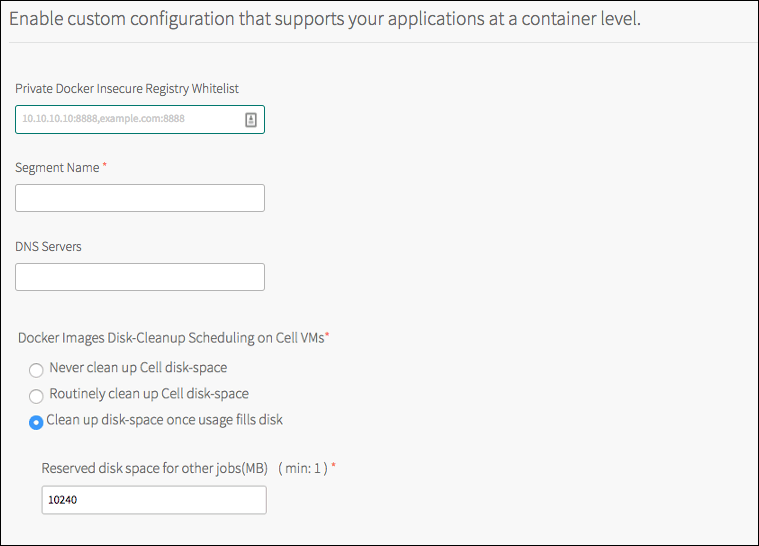 Enable custom configuration that supports your applications at a container level.
Private Docker Insecure Registry Whitelist
10.10.10.10:8888,example.com:8888
Segment Name *
DNS Servers
Docker Images Disk-Cleanup Scheduling on Cell VMs*
Never clean up Cell disk-space
Routinely clean up Cell disk-space
Clean up disk-space once usage fills disk
Reserved disk space for other jobs(MB) ( min: 1 ) *
10240